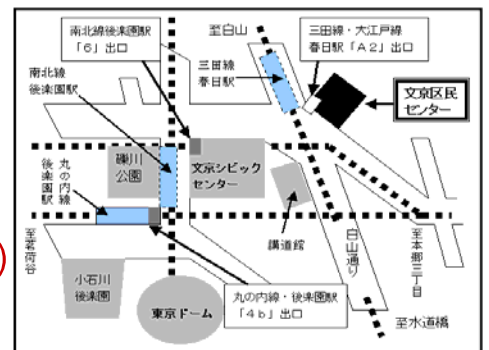 南北線後楽園駅
「6」出口
至白山
三田線・大江戸線
春日駅「A2」出口
南北線
後楽園駅
三田線
春日駅
文京区民
センター
礫川
公園
文京シビック
センター
丸の内線
後楽園駅
講道館
白山通り
至本郷三丁目
至茗荷谷
小石川
後楽園
東京ドーム
丸の内線・後楽園駅
「4b」出口
至水道橋